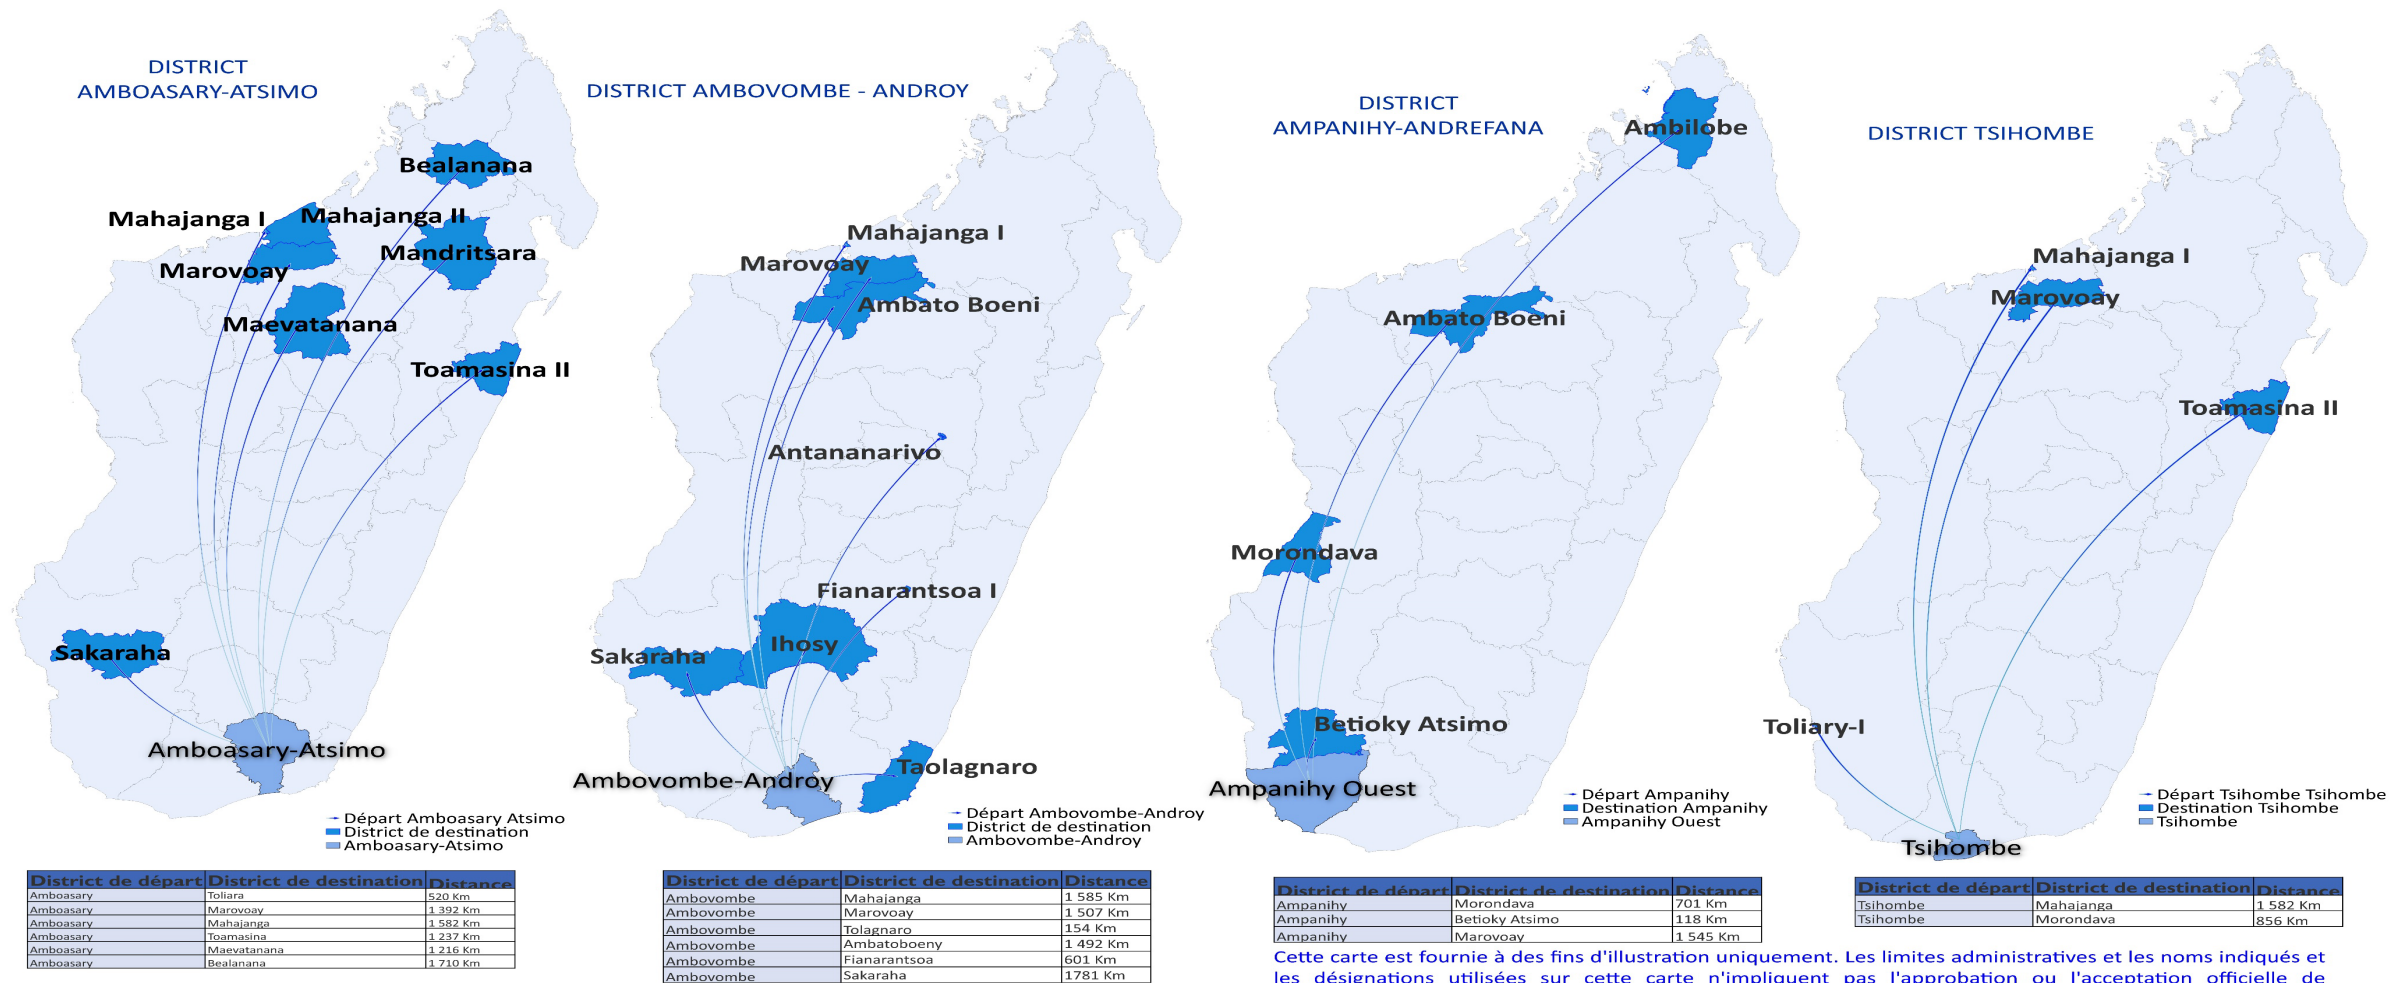 DISTRICT
AMBOASARY-ATSIMO
Bealanana
Mahajanga I
Mahajanga II
Mandritsara
Marovoay
Maevatanana
Toamasina II
Sakaraha
Amboasary-Atsimo
Départ Amboasary Atsimo
District de destination
Amboasary-Atsimo
District de départ District de destination Distance
Amboasary Toliara 520 Km
Amboasary Marovoay 1 392 Km
Amboasary Mahajanga 1 582 Km
Amboasary Toamasina 1 237 Km
Amboasary Maevatanana 1 216 Km
Amboasary Bealanana 1 710 Km
DISTRICT AMBOVOMBE - ANDROY
Mahajanga I
Marovoay
Ambato Boeni
Antananarivo
Fianarantsoa I
Ihosy
Sakaraha
Taolagnaro
Ambovombe-Androy
Départ Ambovombe-Androy
District de destination
Ambovombe-Androy
District de départ District de destination Distance
Ambovombe Mahajanga 1 585 Km
Ambovombe Marovoay 1 507 Km
Ambovombe Tolagnaro 154 Km
Ambovombe Ambatoboeny 1 492 Km
Ambovombe Fianarantsoa 601 Km
Ambovombe Sakaraha 1781 Km
DISTRICT
AMPANIHY-ANDREFANA
Ambilobe
Ambato Boeni
Morondava
Betioky Atsimo
Ampanihy Ouest
Départ Ampanihy
Destination Ampanihy
Ampanihy Ouest
District de départ District de destination Distance
Ampanihy Morondava 701 Km
Ampanihy Betioky Atsimo 118 Km
Ampanihy Marovoay 1 545 Km
DISTRICT TSIHOMBE
Mahajanga I
Marovoay
Toamasina II
Toliary-I
Tsihombe
Départ Tsihombe Tsihombe
Destination Tsihombe
Tsihombe
District de départ District de destination Distance
Tsihombe Mahajanga 1 582 Km
Tsihombe Morondava 856 Km
Cette carte est fournie à des fins d'illustration uniquement. Les limites administratives et les noms indiqués et
les désignations utilisées sur cette carte n'impliquent pas l'approbation ou l'acceptation officielle de